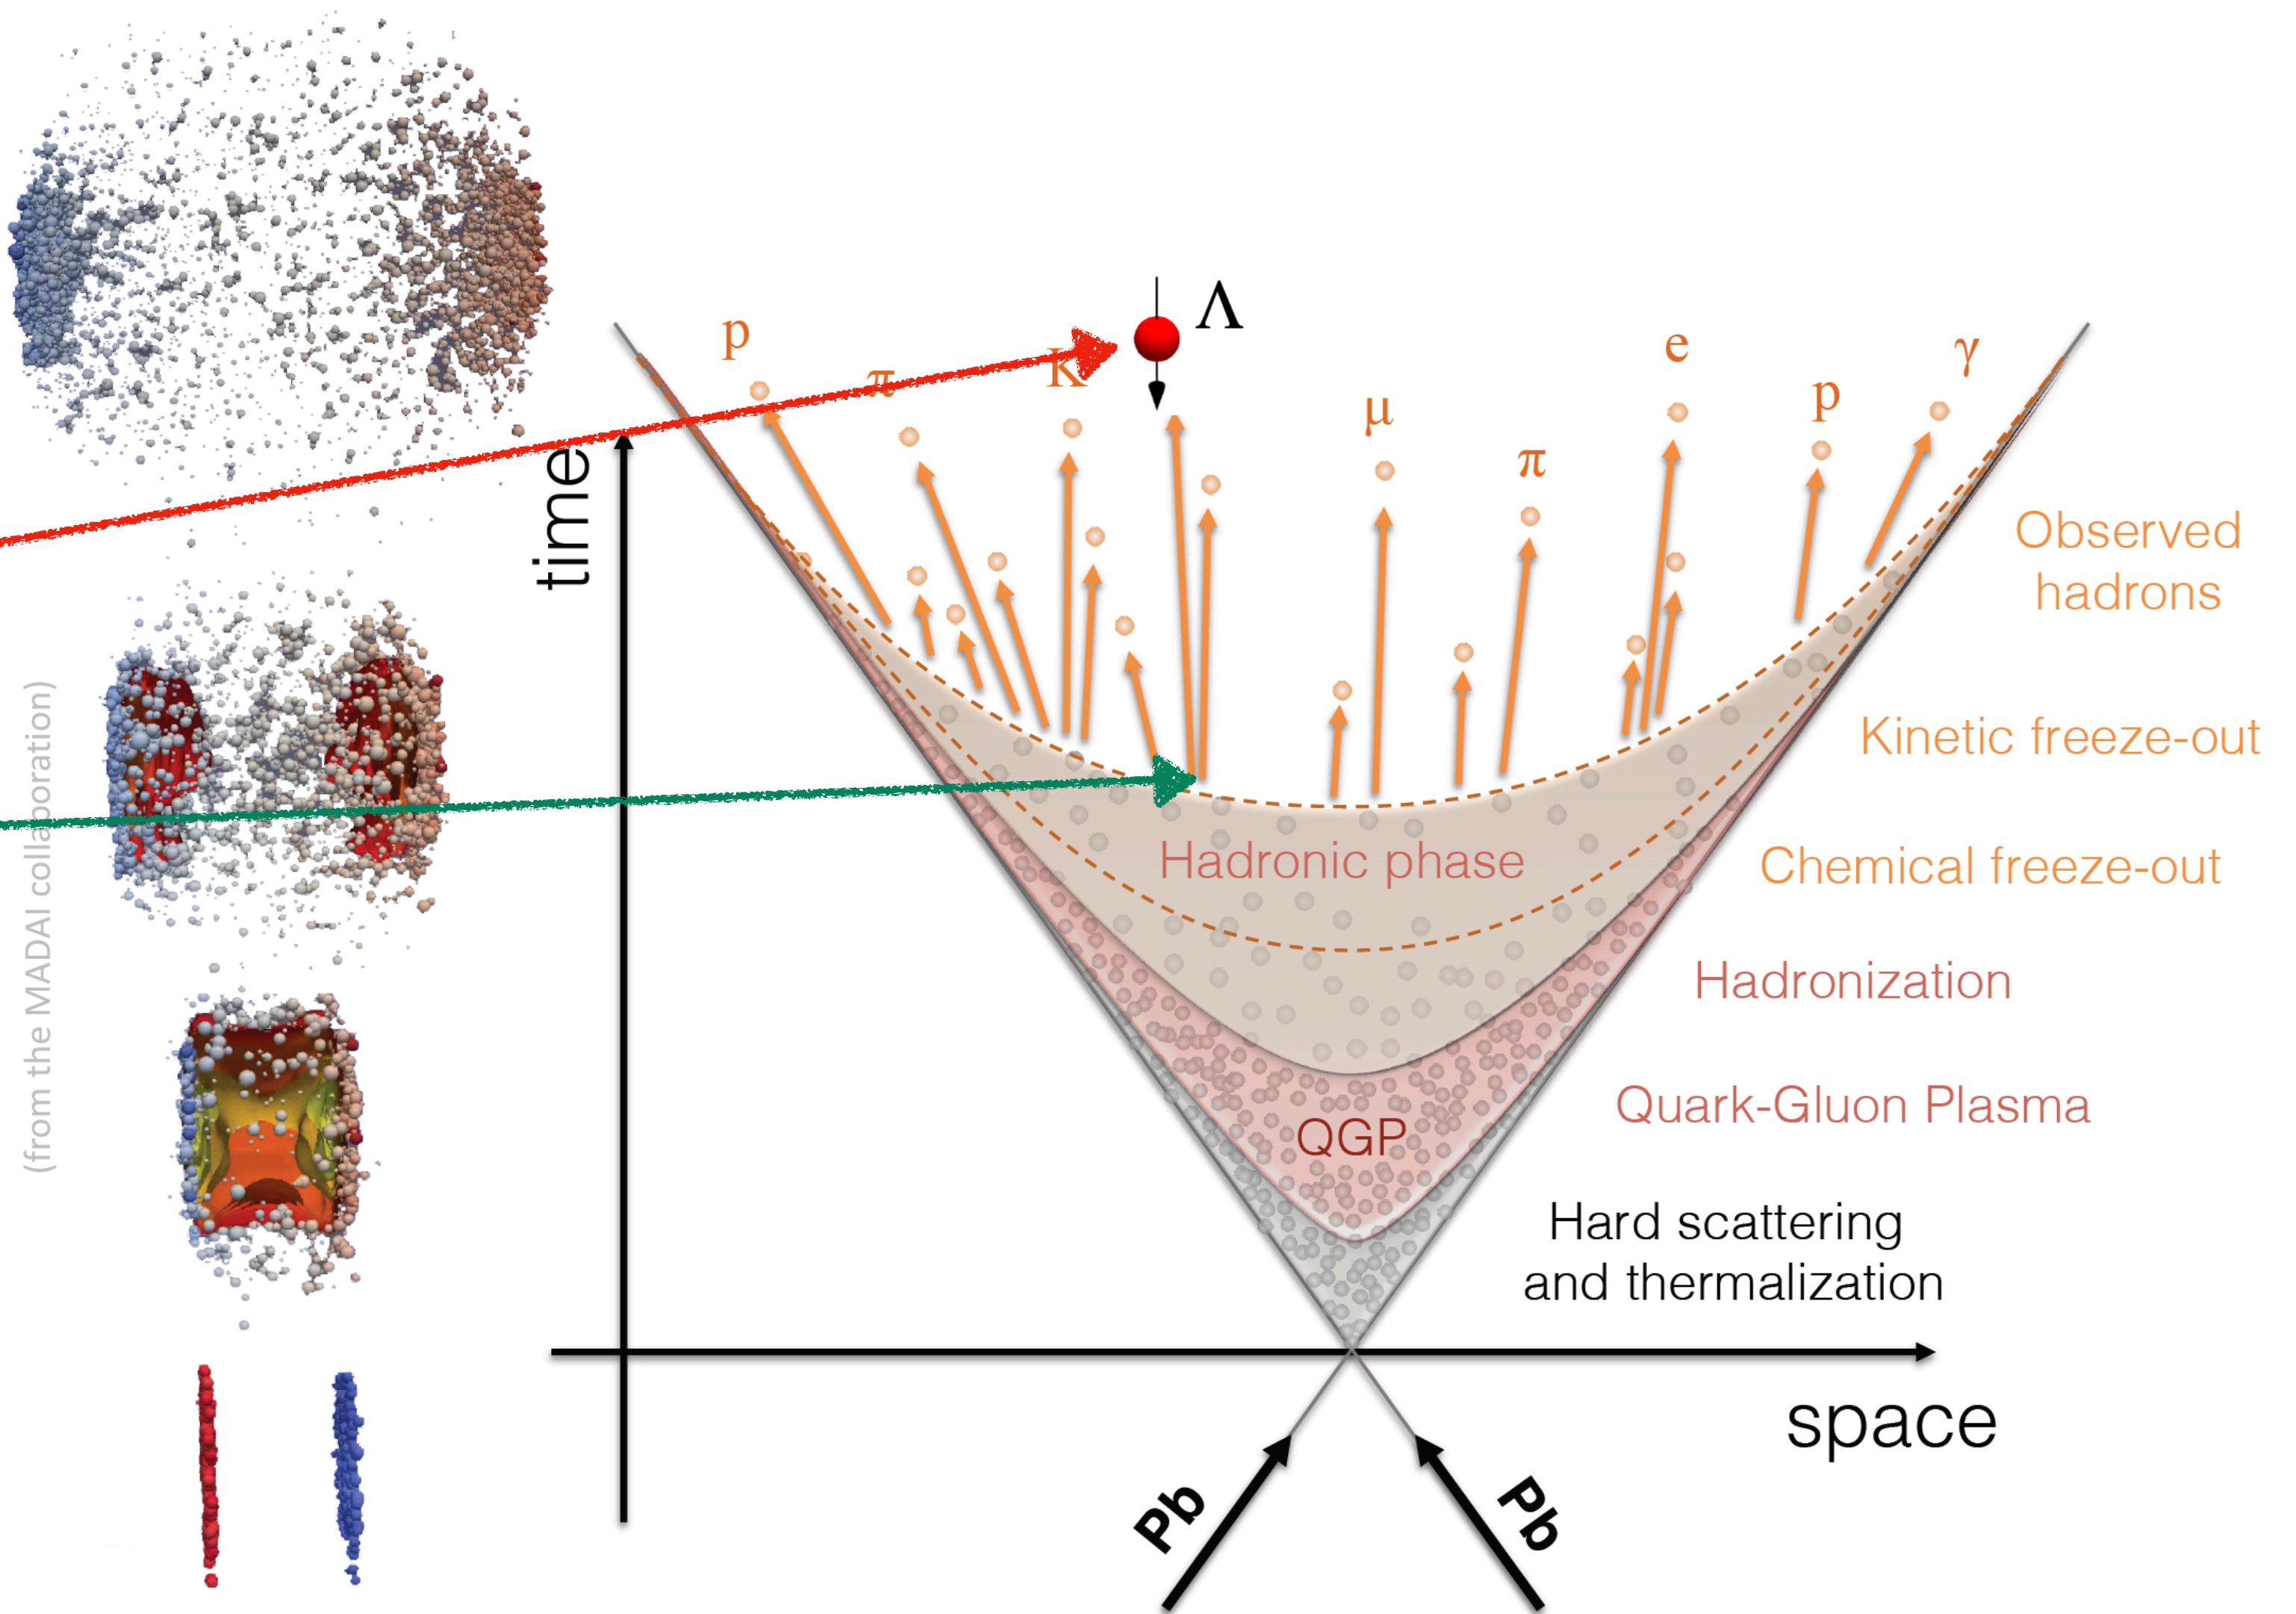 Λ
p
π
K
μ
π
e
p
γ
time
Observed
hadrons
Kinetic freeze-out
Hadronic phase
Chemical freeze-out
Hadronization
QGP
Quark-Gluon Plasma
Hard scattering
and thermalization
space
Pb
Pb
(from the MADAI collaboration)